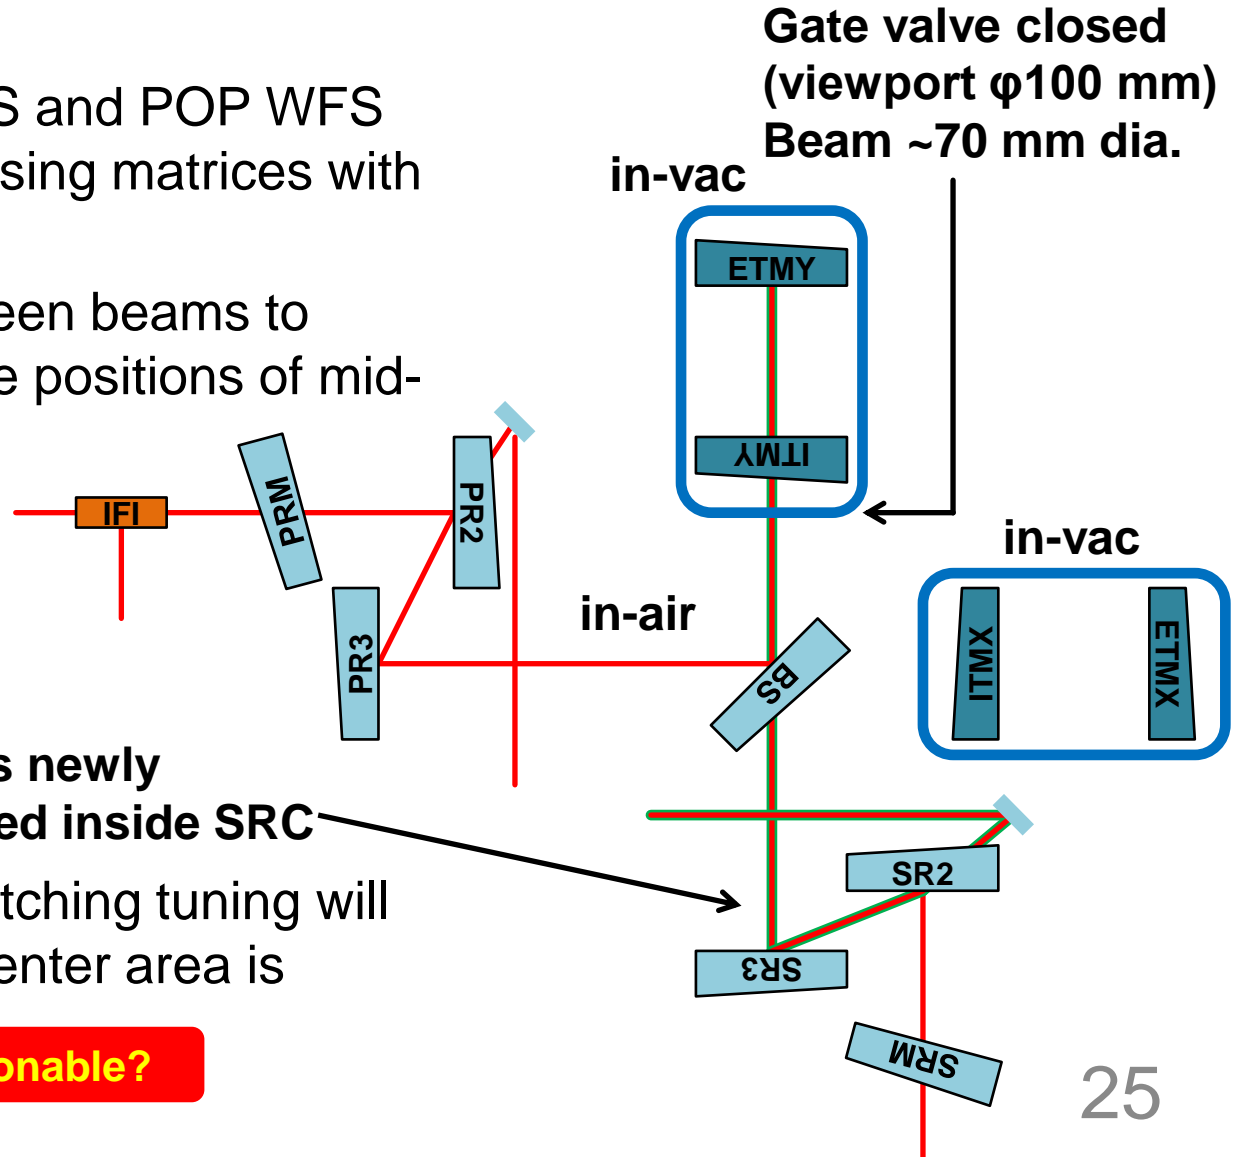 Gate valve closed
(viewport φ100 mm)
Beam ~70 mm dia.
S and POP WFS
sing matrices with
in-vac
ETMY
een beams to
e positions of mid-
ITMY
PRM
PR2
IFI
in-vac
in-air
PR3
BS
ITMX
ETMX
s newly
ed inside SRC
SR2
tching tuning will
enter area is
SR3
onable?
SRM
25